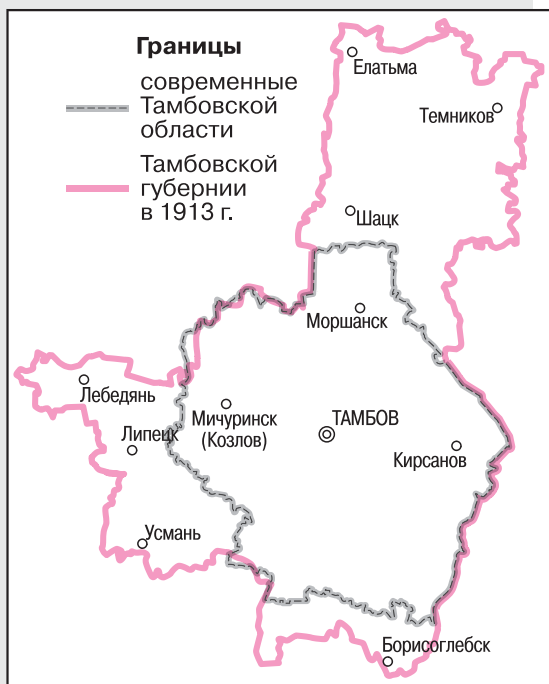 Границы
современные
Тамбовской
области
Тамбовской
губернии
в 1913 г.
Елатьма
Темников
Шацк
Моршанск
Лебедянь
Мичуринск
(Козлов)
ТАМБОВ
Липецк
Кирсанов
Усмань
Борисоглебск